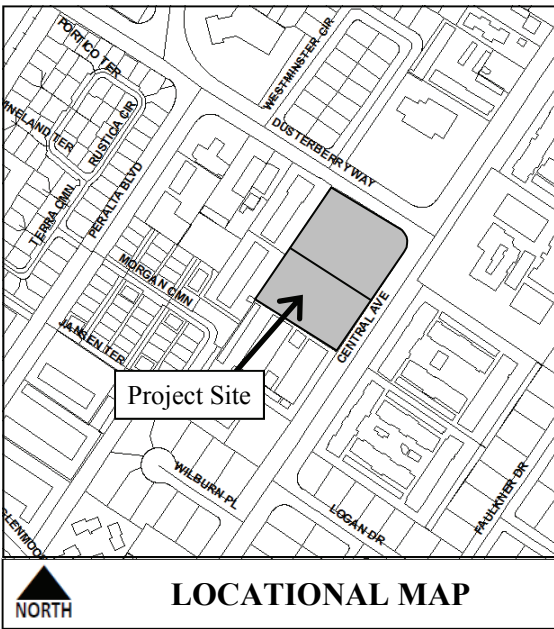 PORTICO TER
WESTMINSTER CIR
RUSTICA CIR
DUSTERBERRY WAY
TERRA CMN
PERALTA BLVD
MORGAN CMN
JANSEN TER
CENTRAL AVE
Project Site
WILBURN PL
LOGAN DR
FAULKNER DR
NORTH
LOCATIONAL MAP